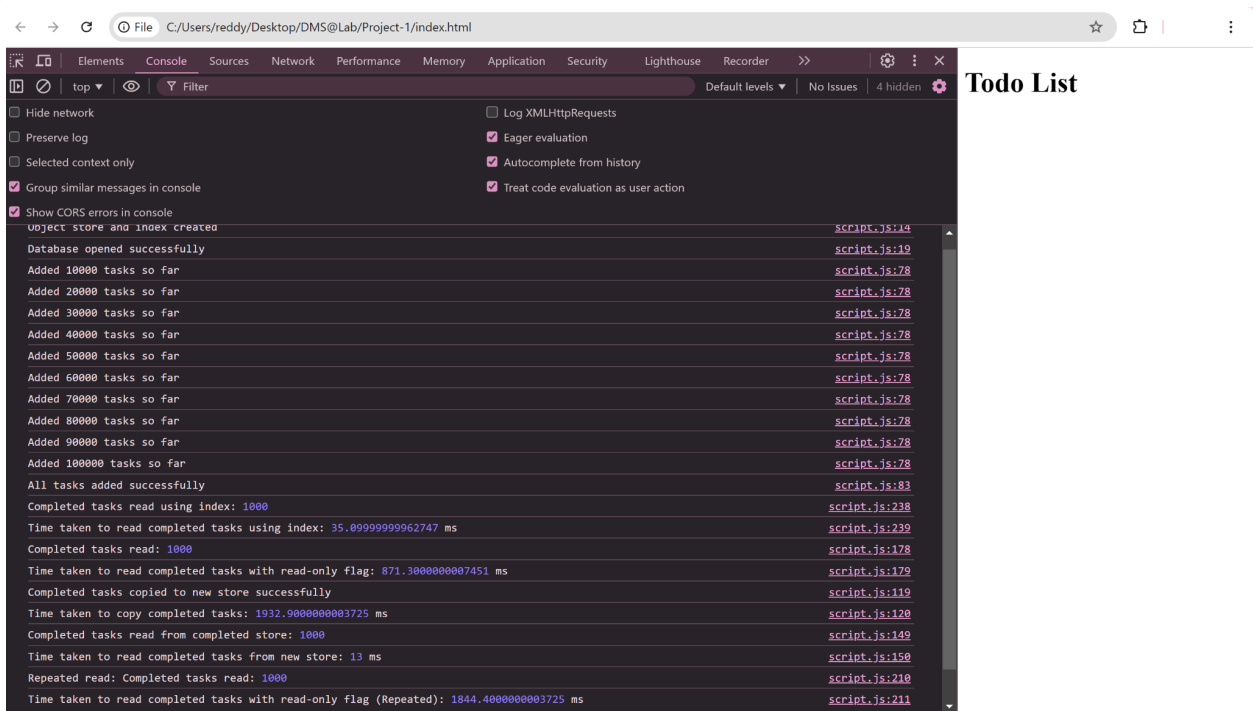 File C:/Users/reddy/Desktop/DMS@Lab/Project-1/index.html
Elements Console Sources Network Performance Memory Application Security Lighthouse Recorder
top Filter Default levels No Issues 4 hidden
Hide network Log XMLHttpRequests
Preserve log Eager evaluation
Selected context only Autocomplete from history
Group similar messages in console Treat code evaluation as user action
Show CORS errors in console
Object store and index created script.js:14
Database opened successfully script.js:19
Added 10000 tasks so far script.js:78
Added 20000 tasks so far script.js:78
Added 30000 tasks so far script.js:78
Added 40000 tasks so far script.js:78
Added 50000 tasks so far script.js:78
Added 60000 tasks so far script.js:78
Added 70000 tasks so far script.js:78
Added 80000 tasks so far script.js:78
Added 90000 tasks so far script.js:78
Added 100000 tasks so far script.js:78
All tasks added successfully script.js:83
Completed tasks read using index: 1000 script.js:238
Time taken to read completed tasks using index: 35.09999999962747 ms script.js:239
Completed tasks read: 1000 script.js:178
Time taken to read completed tasks with read-only flag: 871.3000000007451 ms script.js:179
Completed tasks copied to new store successfully script.js:119
Time taken to copy completed tasks: 1932.9000000003725 ms script.js:120
Completed tasks read from completed store: 1000 script.js:149
Time taken to read completed tasks from new store: 13 ms script.js:150
Repeated read: Completed tasks read: 1000 script.js:210
Time taken to read completed tasks with read-only flag (Repeated): 1844.4000000003725 ms script.js:211
Todo List